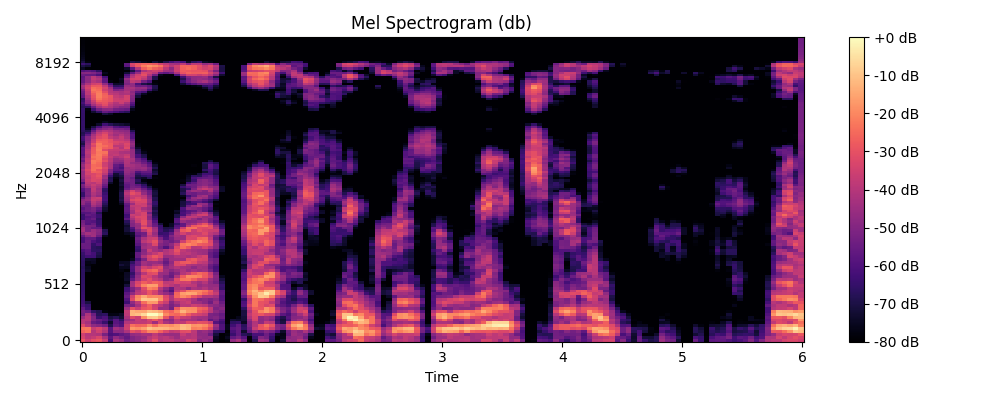 Mel Spectrogram (db)
Hz
8192
4096
2048
1024
512
0
0 1 2 3 4 5 6
Time
+0 dB
-10 dB
-20 dB
-30 dB
-40 dB
-50 dB
-60 dB
-70 dB
-80 dB